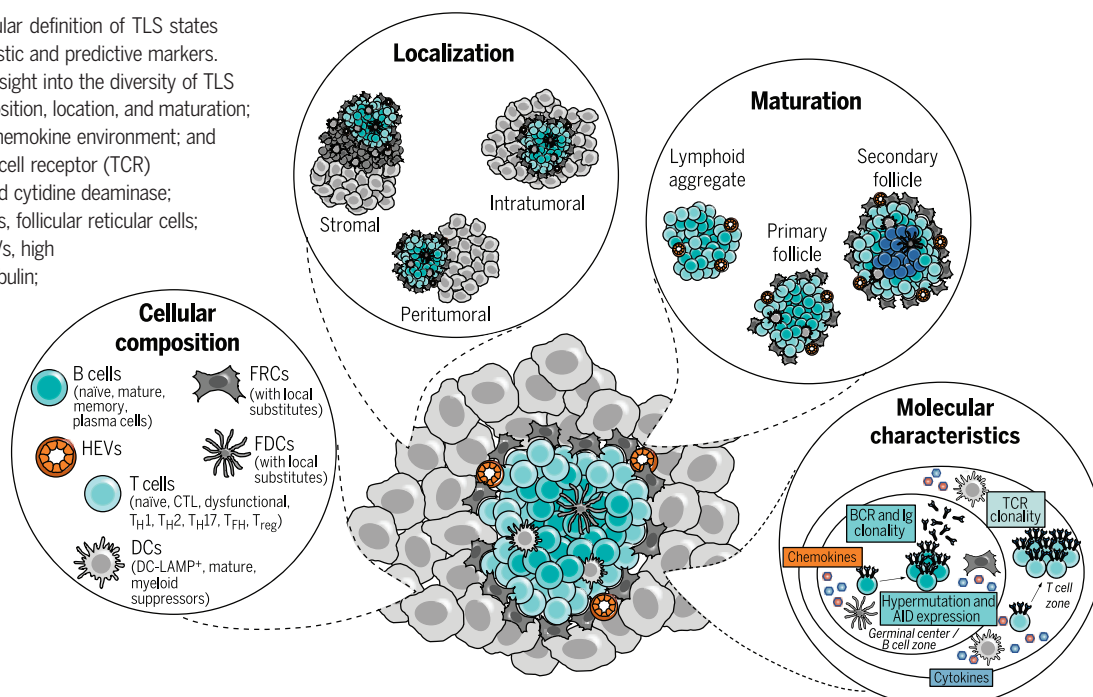 ular definition of TLS states
stic and predictive markers.
sight into the diversity of TLS
osition, location, and maturation;
hemokine environment; and
cell receptor (TCR)
d cytidine deaminase;
s, follicular reticular cells;
Vs, high
bulin;
Localization
Stromal
Intratumoral
Peritumoral
Maturation
Lymphoid
aggregate
Primary
follicle
Secondary
follicle
Cellular
composition
B cells
(naïve, mature,
memory,
plasma cells)
FRCs
(with local
substitutes)
HEVs
FDCs
(with local
substitutes)
T cells
(naïve, CTL, dysfunctional,
TH1, TH2, TH17, TFH, Treg)
DCs
(DC-LAMP+, mature,
myeloid
suppressors)
Molecular
characteristics
TCR
clonality
BCR and Ig
clonality
Chemokines
T cell
zone
Hypermutation and
AID expression
Germinal center /
B cell zone
Cytokines